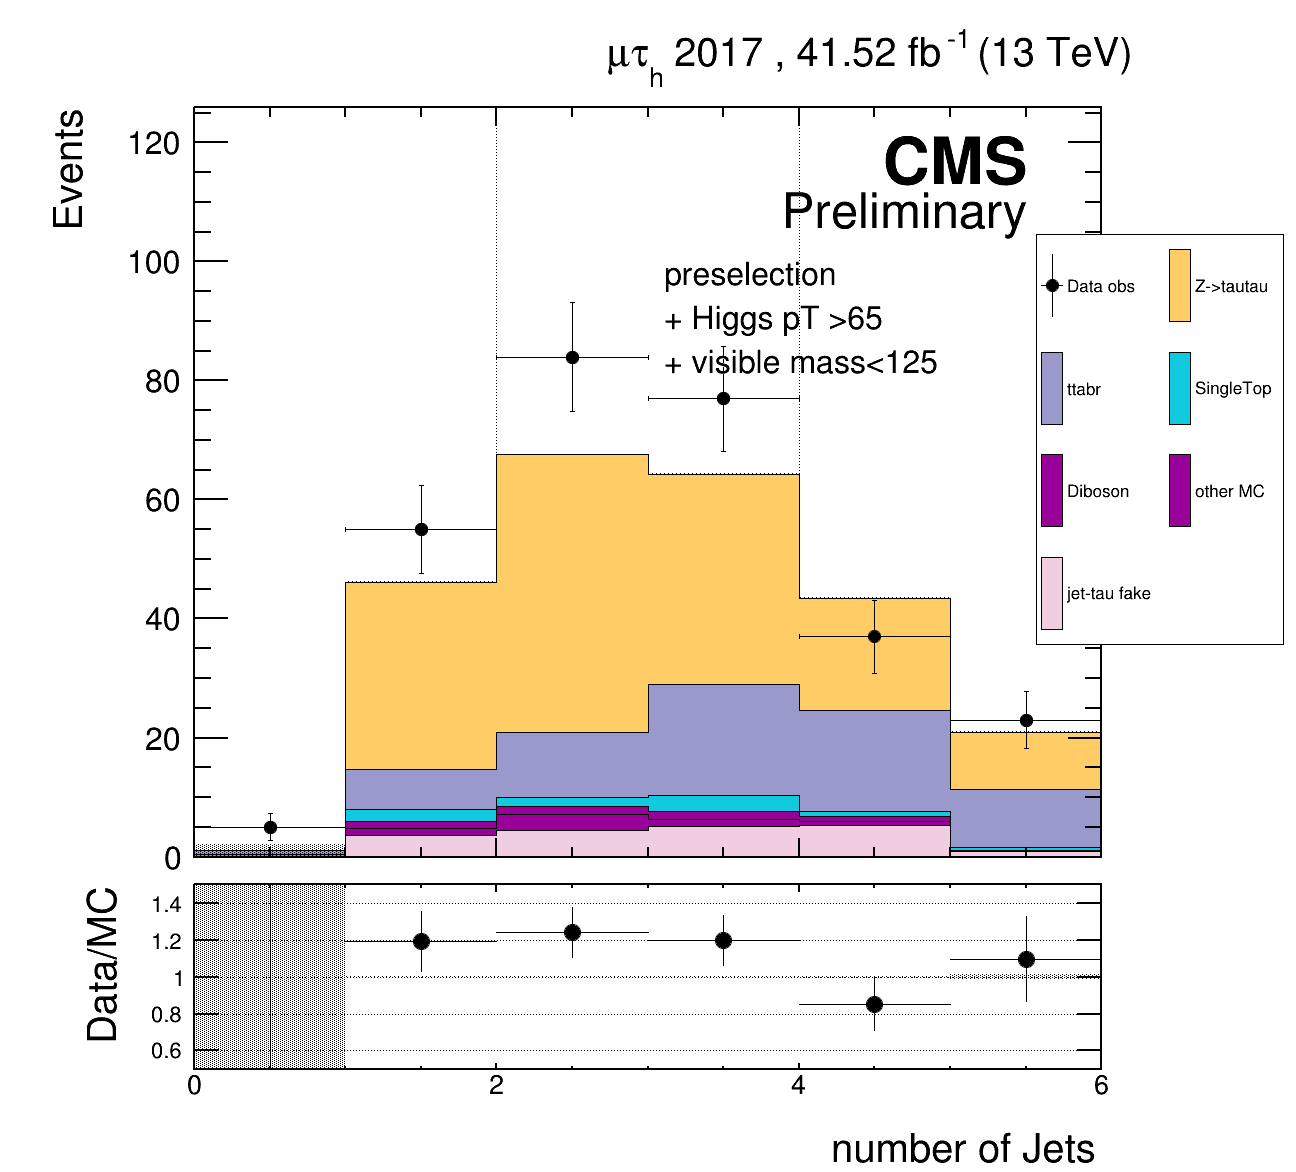 μτh 2017 , 41.52 fb-1 (13 TeV)
Events
120
100
80
60
40
20
0
CMS
Preliminary
preselection
+ Higgs pT >65
+ visible mass<125
Data obs
Z->tautau
ttabr
SingleTop
Diboson
other MC
jet-tau fake
Data/MC
1.4
1.2
1
0.8
0.6
0
2
4
6
number of Jets